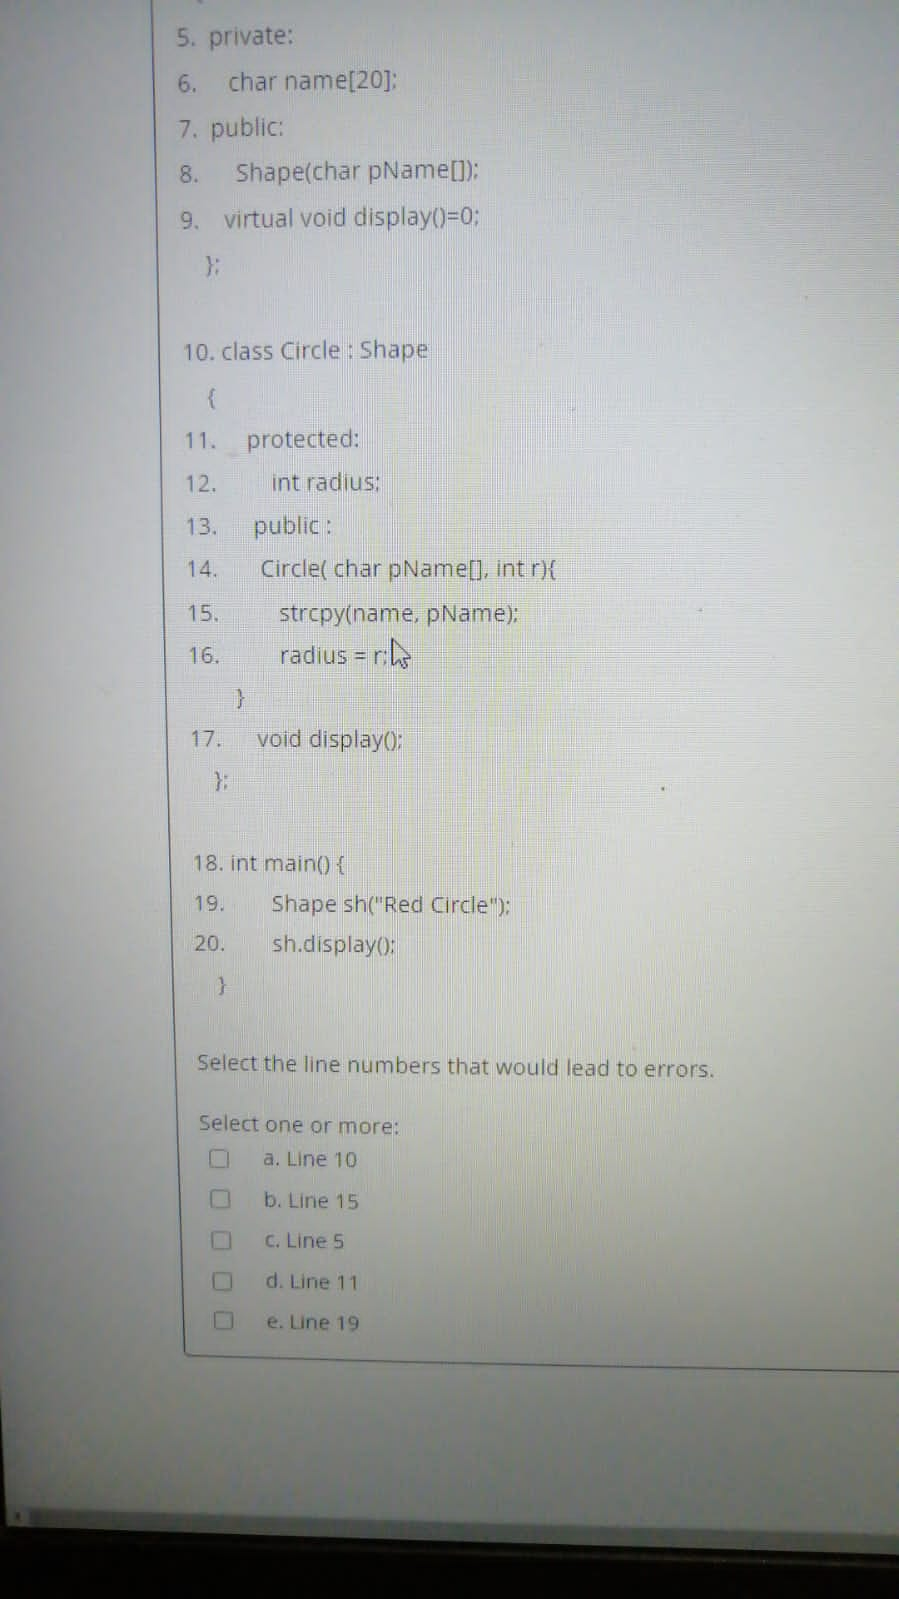 5. private:
6. char name[20];
7. public:
8. Shape(char pName[]);
9. virtual void display()=0;
};
10. class Circle : Shape
{
11. protected:
12. int radius;
13. public :
14. Circle( char pName[], int r){
15. strcpy(name, pName);
16. radius = r;
}
17. void display();
};
18. int main() {
19. Shape sh("Red Circle");
20. sh.display();
}
Select the line numbers that would lead to errors.
Select one or more:
a. Line 10
b. Line 15
c. Line 5
d. Line 11
e. Line 19